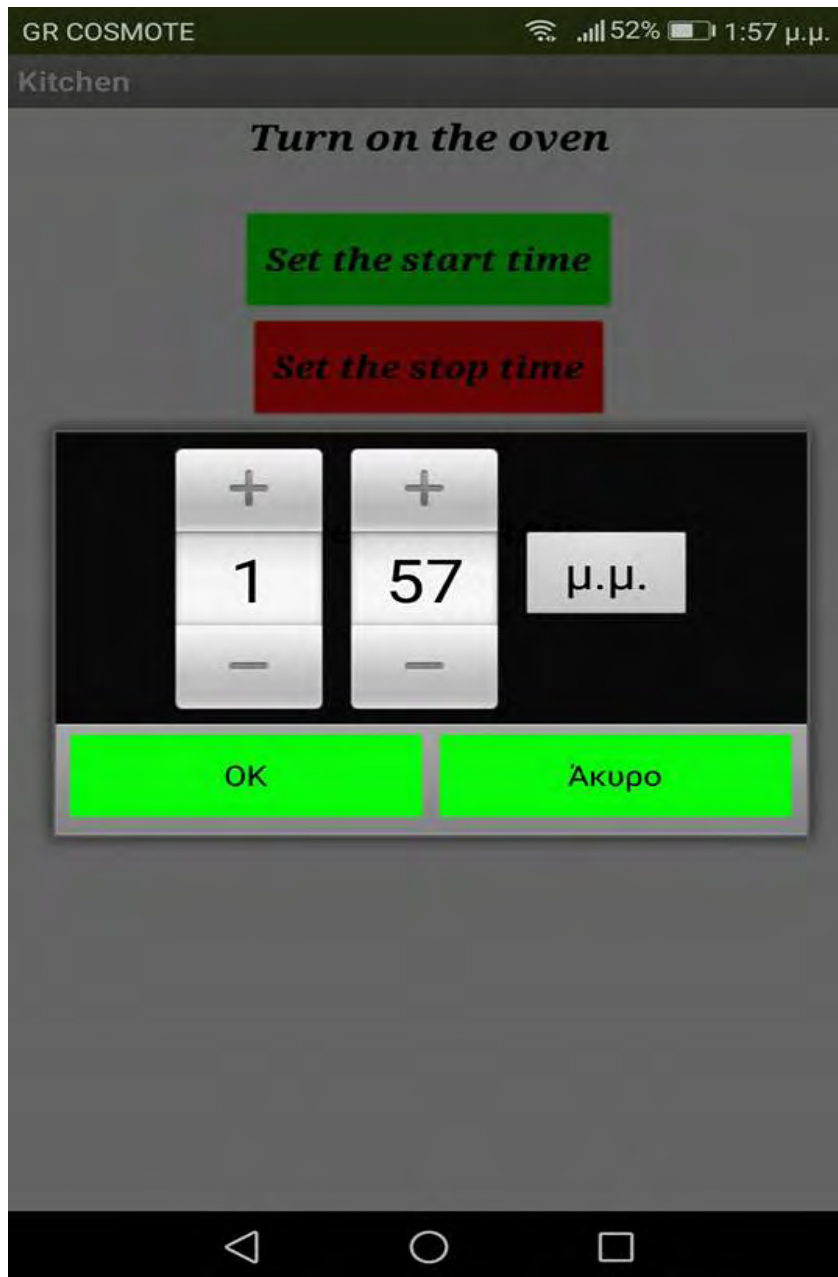 GR COSMOTE 52% 1:57 μ.μ.
Kitchen
Turn on the oven
Set the start time
Set the stop time
+ +
1 57 μ.μ.
− −
OK Άκυρο